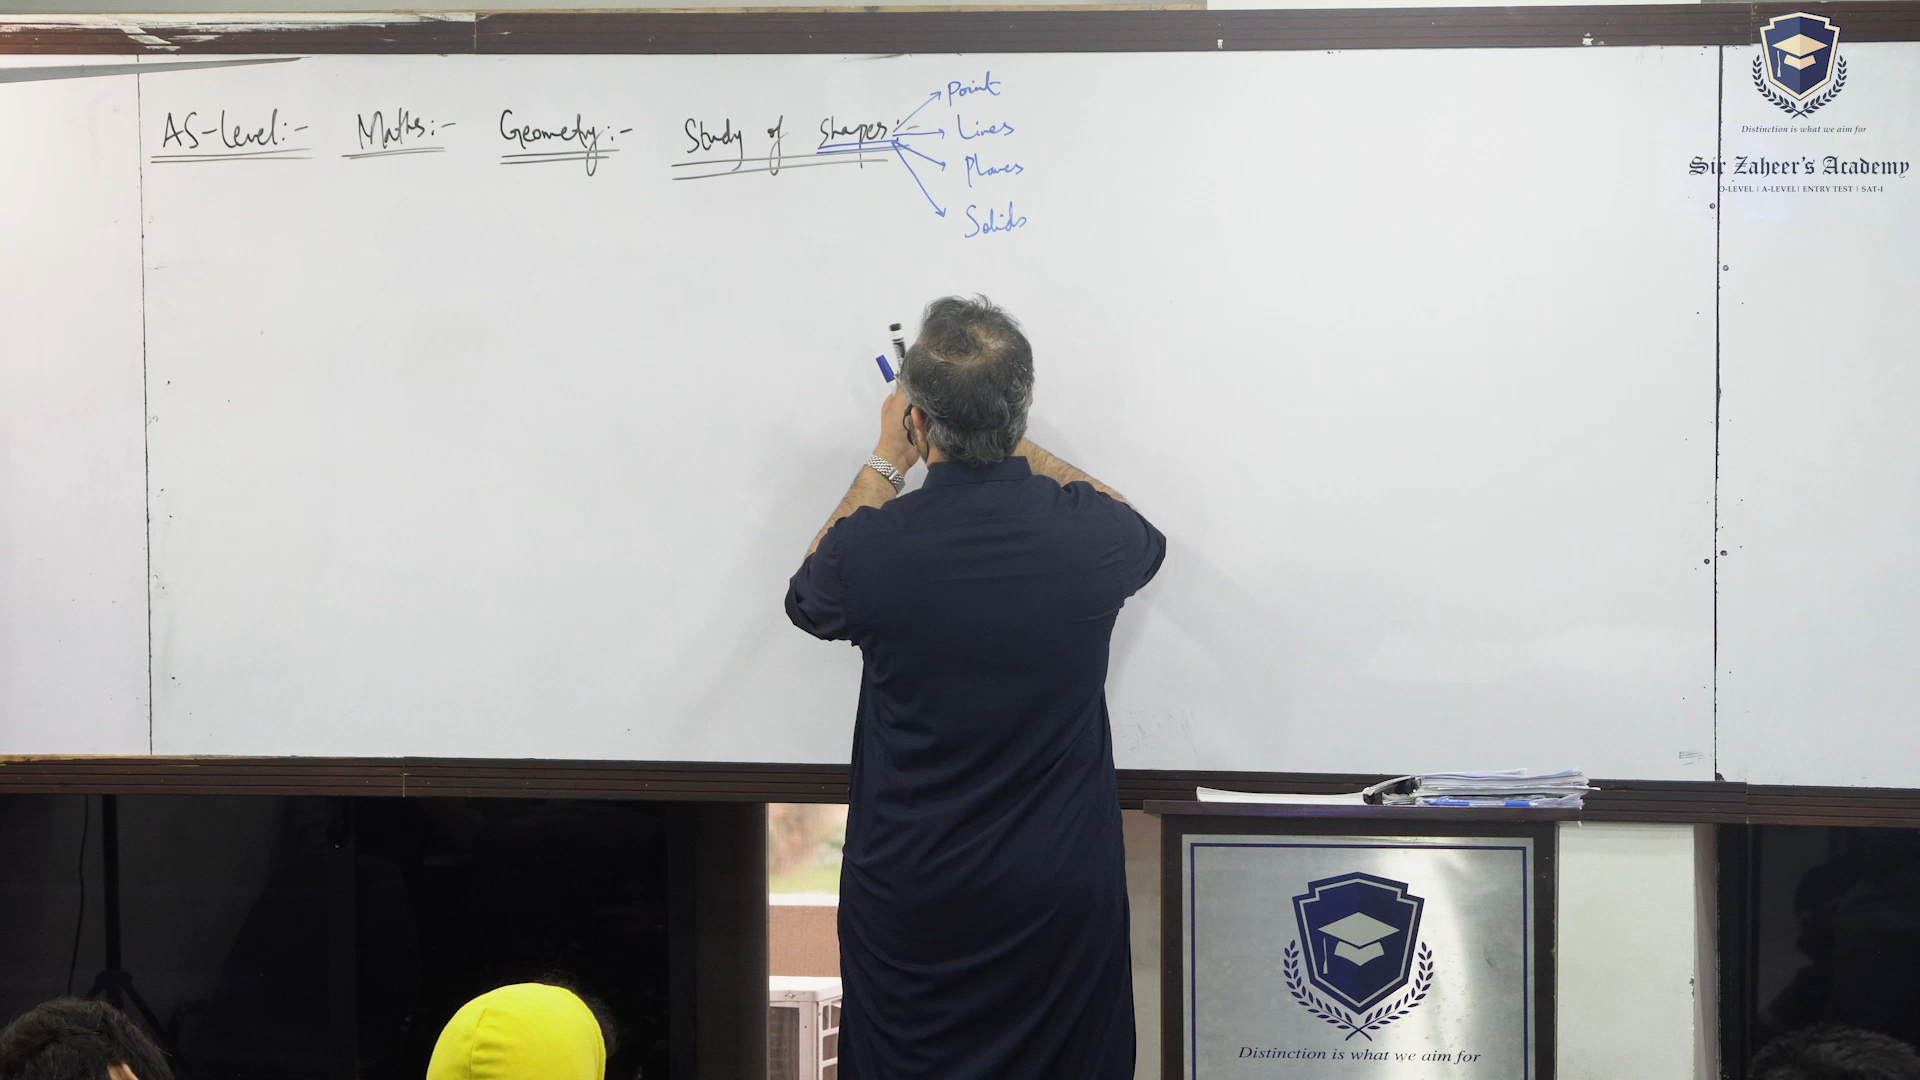 AS-Level:- Maths:- Geometry:- Study of shapes:-
Point
Lines
Planes
Solids
Distinction is what we aim for
Sir Zaheer's Academy
O-LEVEL | A-LEVEL | ENTRY TEST | SAT-I
Distinction is what we aim for